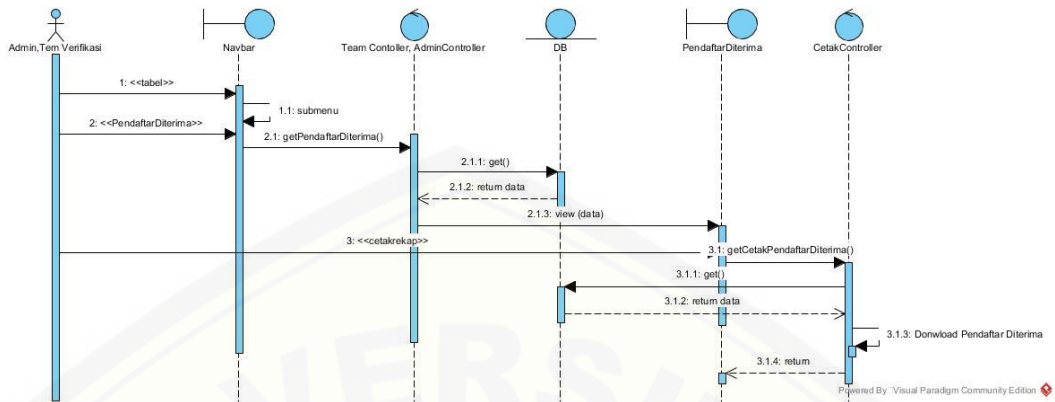 Admin,Tem Verifikasi
Navbar
Team Contoller, AdminController
DB
PendaftarDiterima
CetakController
1: <<tabel>>
1.1: submenu
2: <<PendaftarDiterima>>
2.1: getPendaftarDiterima()
2.1.1: get()
2.1.2: return data
2.1.3: view (data)
3: <<cetakrekap>>
3.1: getCetakPendaftarDiterima()
3.1.1: get()
3.1.2: return data
3.1.3: Donwload Pendaftar Diterima
3.1.4: return
Powered By Visual Paradigm Community Edition
VERSI